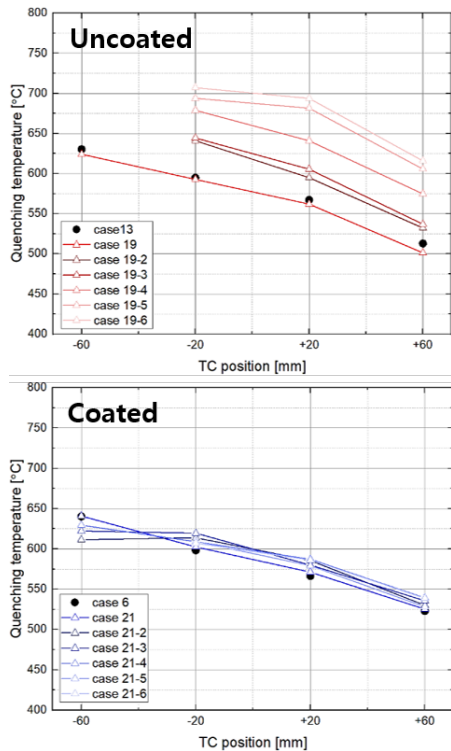 Uncoated
800
750
700
650
600
550
500
450
400
Quenching temperature [°C]
case13
case 19
case 19-2
case 19-3
case 19-4
case 19-5
case 19-6
-60
-20
+20
+60
TC position [mm]
Coated
800
750
700
650
600
550
500
450
400
Quenching temperature [°C]
case 6
case 21
case 21-2
case 21-3
case 21-4
case 21-5
case 21-6
-60
-20
+20
+60
TC position [mm]